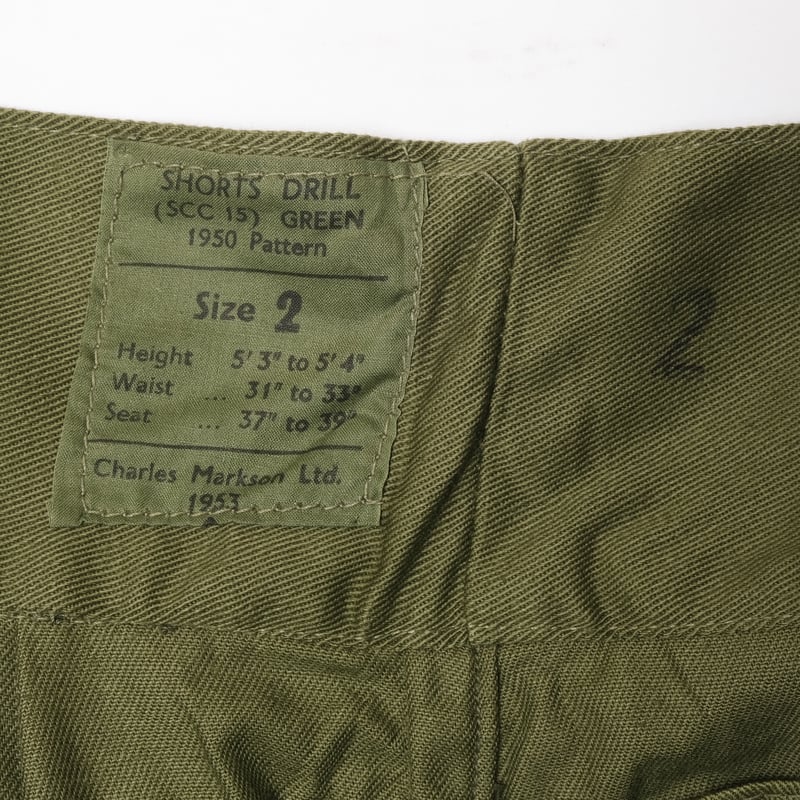 SHORTS DRILL
(SCC 15) GREEN
1950 Pattern
Size 2
Height 5' 3" to 5' 4"
Waist ... 31" to 33"
Seat ... 37" to 39"
Charles Markson Ltd.
1953
2